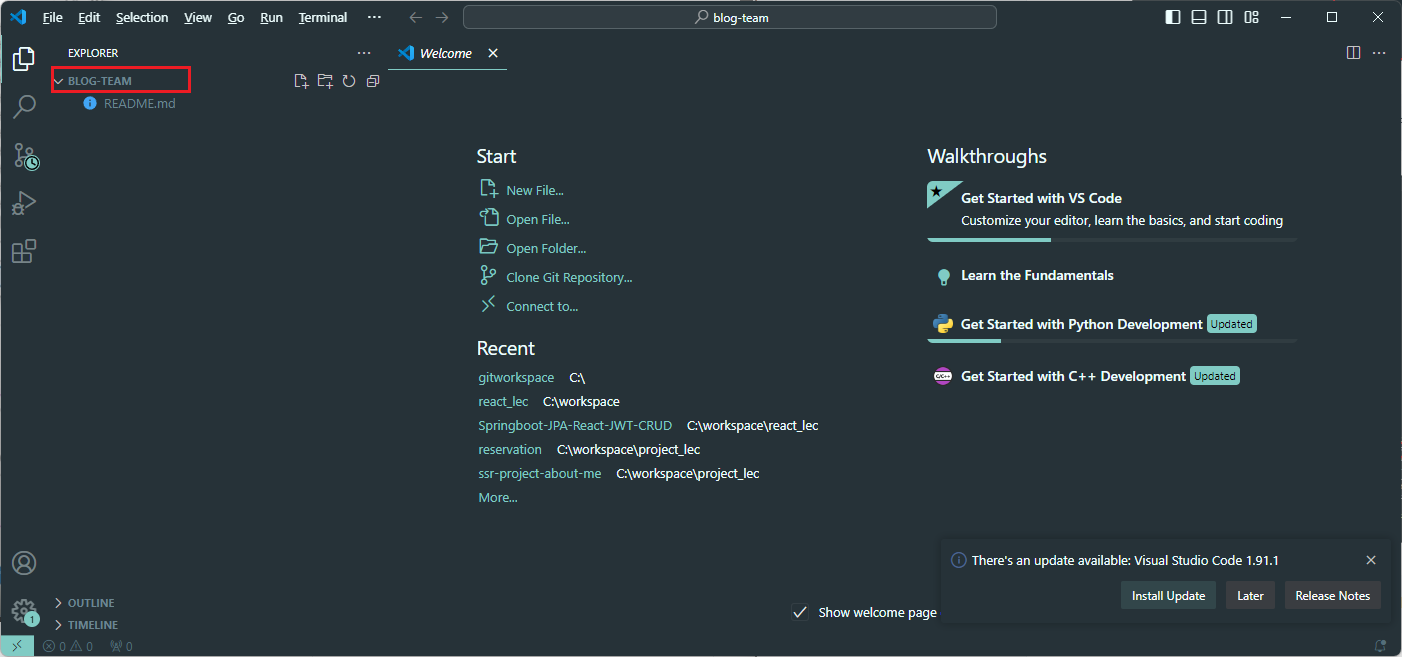 File Edit Selection View Go Run Terminal ··· blog-team
EXPLORER ···
Welcome
BLOG-TEAM
README.md
Start
New File...
Open File...
Open Folder...
Clone Git Repository...
Connect to...
Recent
gitworkspace C:\
react_lec C:\workspace
Springboot-JPA-React-JWT-CRUD C:\workspace\react_lec
reservation C:\workspace\project_lec
ssr-project-about-me C:\workspace\project_lec
More...
Walkthroughs
Get Started with VS Code
Customize your editor, learn the basics, and start coding
Learn the Fundamentals
Get Started with Python Development Updated
C/C++ Get Started with C++ Development Updated
There's an update available: Visual Studio Code 1.91.1
Install Update Later Release Notes
Show welcome page
OUTLINE
1
TIMELINE
0 0 0